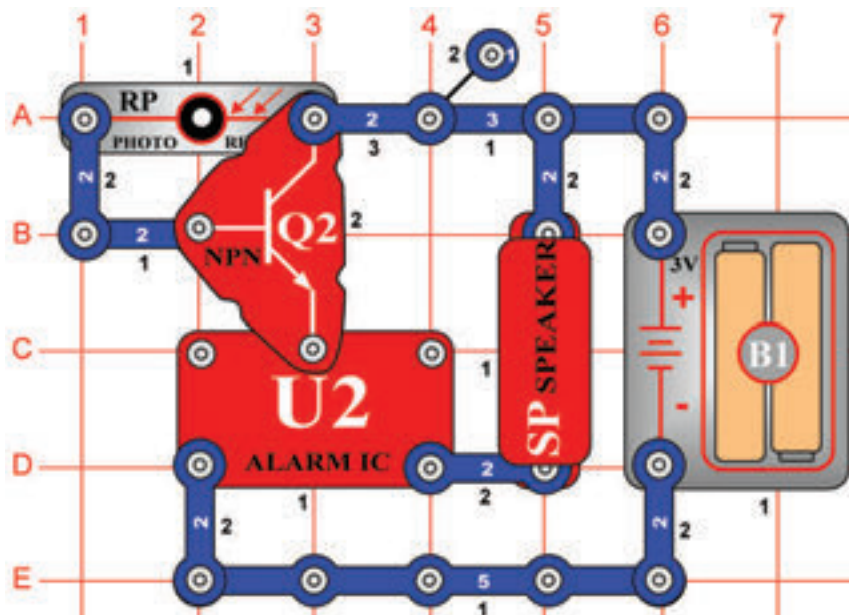 1 2 3 4 5 6 7
2 1
1
A RP 2 3
PHOTO 3 1
2 2 2 2 2 2
B 2 Q2 2
1 NPN 3V
+
C 1 SP SPEAKER B1
U2 -
D ALARM IC 2
2 2 1 2 2 2 1
E 5
1